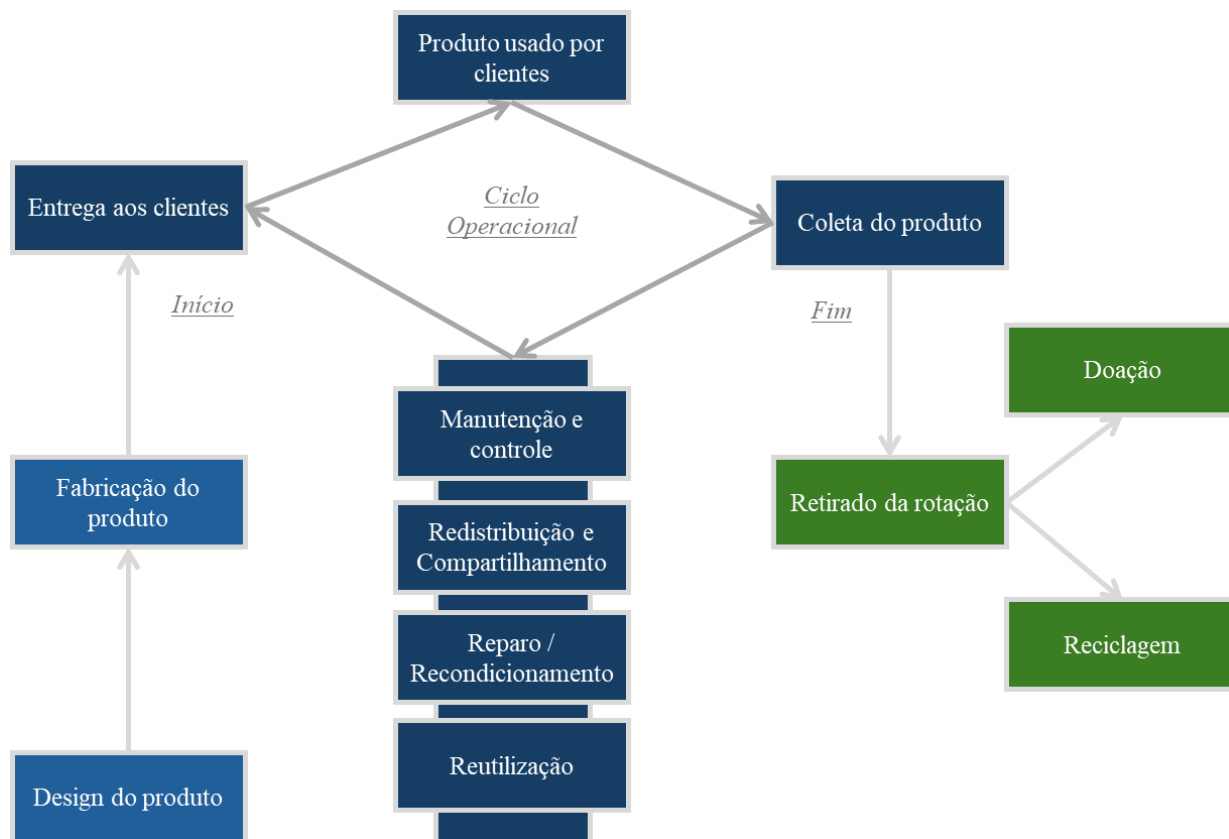 Produto usado por
clientes
Entrega aos clientes
Ciclo
Operacional
Coleta do produto
Início
Fim
Doação
Manutenção e
controle
Fabricação do
produto
Redistribuição e
Compartilhamento
Retirado da rotação
Reparo /
Recondicionamento
Reciclagem
Reutilização
Design do produto